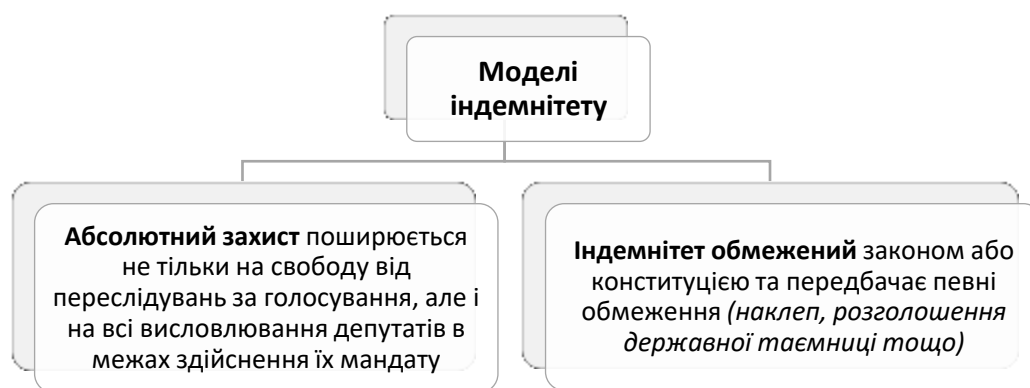 Моделі
індемнітету
Абсолютний захист поширюється
не тільки на свободу від
переслідувань за голосування, але і
на всі висловлювання депутатів в
межах здійснення їх мандату
Індемнітет обмежений законом або
конституцією та передбачає певні
обмеження (наклеп, розголошення
державної таємниці тощо)